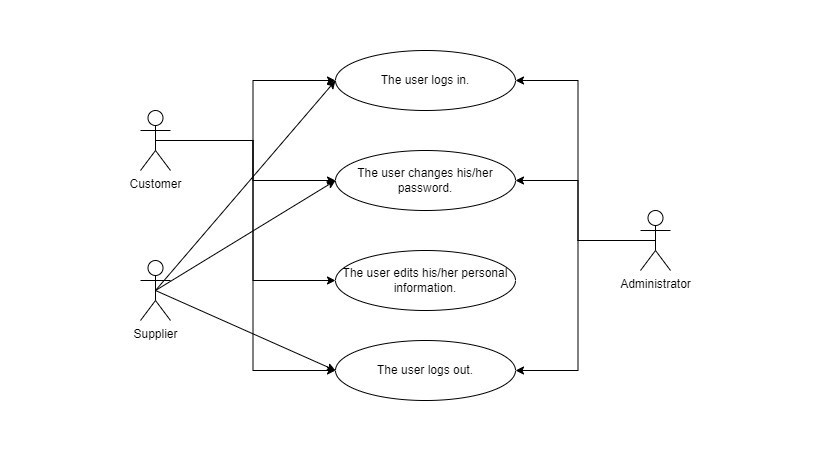 The user logs in.
Customer
The user changes his/her
password.
Administrator
The user edits his/her personal
information.
Supplier
The user logs out.